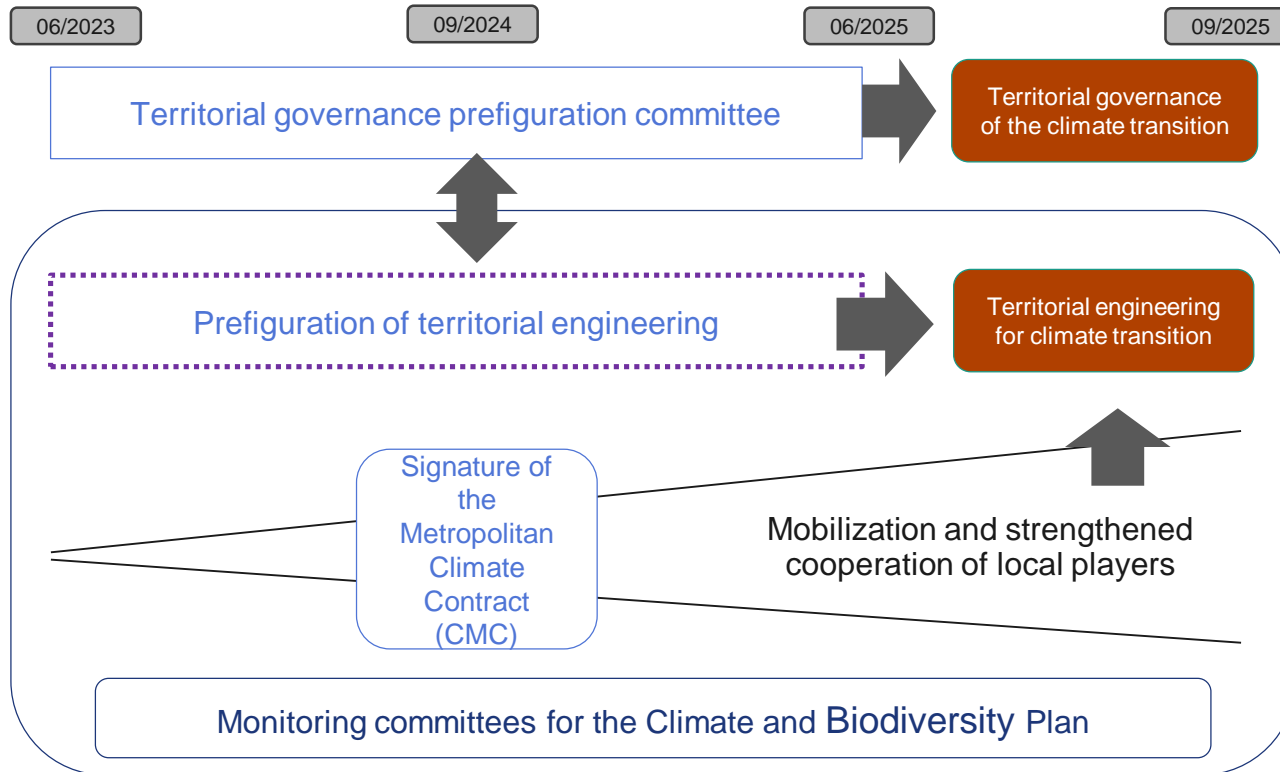 06/2023
09/2024
06/2025
09/2025
Territorial governance prefiguration committee
Territorial governance
of the climate transition
Prefiguration of territorial engineering
Territorial engineering
for climate transition
Signature of
the
Metropolitan
Climate
Contract
(CMC)
Mobilization and strengthened
cooperation of local players
Monitoring committees for the Climate and Biodiversity Plan